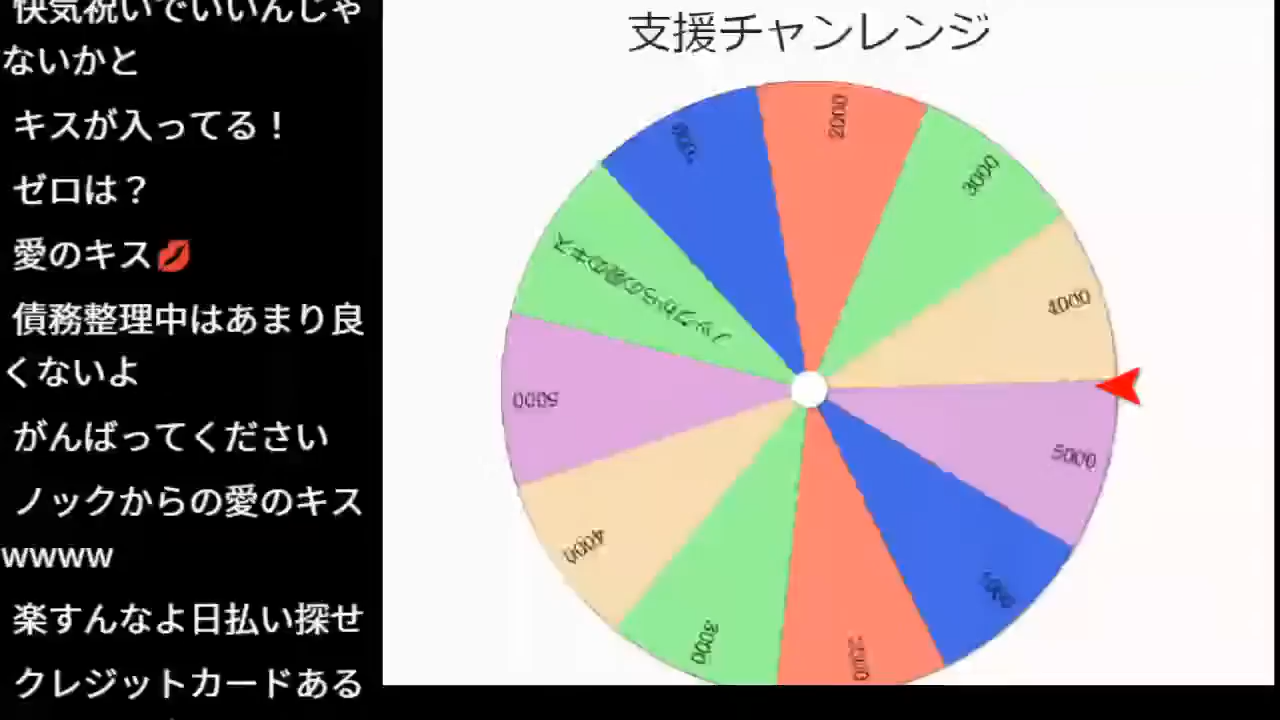 快気祝いでいいんじゃ
ないかと
キスが入ってる！
ゼロは？
愛のキス💋
債務整理中はあまり良
くないよ
がんばってください
ノックからの愛のキス
wwww
楽すんなよ日払い探せ
クレジットカードある
支援チャンレンジ
2000
3000
4000
5000
3000
4000
5000
ノックからの愛のキス